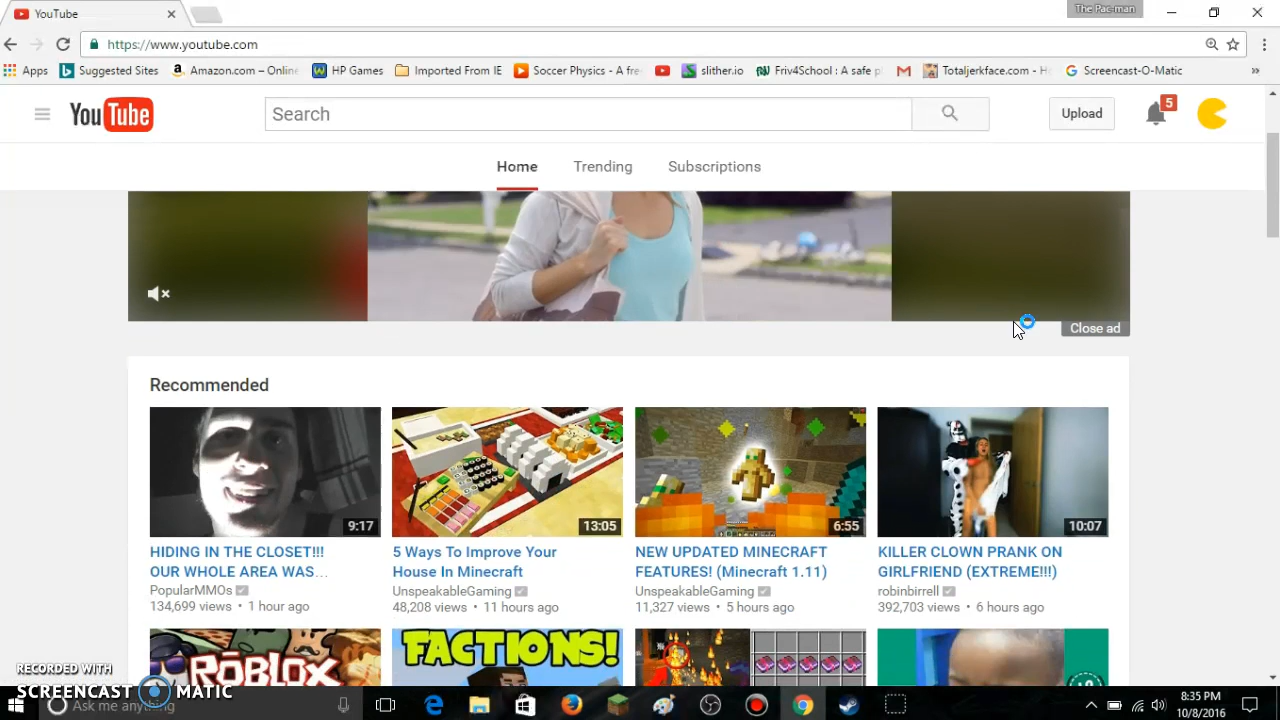 YouTube
The Pac-man
https://www.youtube.com
Apps Suggested Sites Amazon.com – Online HP Games Imported From IE Soccer Physics - A fre slither.io Friv4School : A safe p Totaljerkface.com - H Screencast-O-Matic »
YouTube Search Upload 5
Home Trending Subscriptions
Close ad
Recommended
9:17 13:05 6:55 10:07
HIDING IN THE CLOSET!!! 5 Ways To Improve Your NEW UPDATED MINECRAFT KILLER CLOWN PRANK ON
OUR WHOLE AREA WAS... House In Minecraft FEATURES! (Minecraft 1.11) GIRLFRIEND (EXTREME!!!)
PopularMMOs UnspeakableGaming UnspeakableGaming robinbirrell
134,699 views • 1 hour ago 48,208 views • 11 hours ago 11,327 views • 5 hours ago 392,703 views • 6 hours ago
ROBLOX FACTIONS!
RECORDED WITH
SCREENCAST MATIC
Ask me anything
8:35 PM
10/8/2016